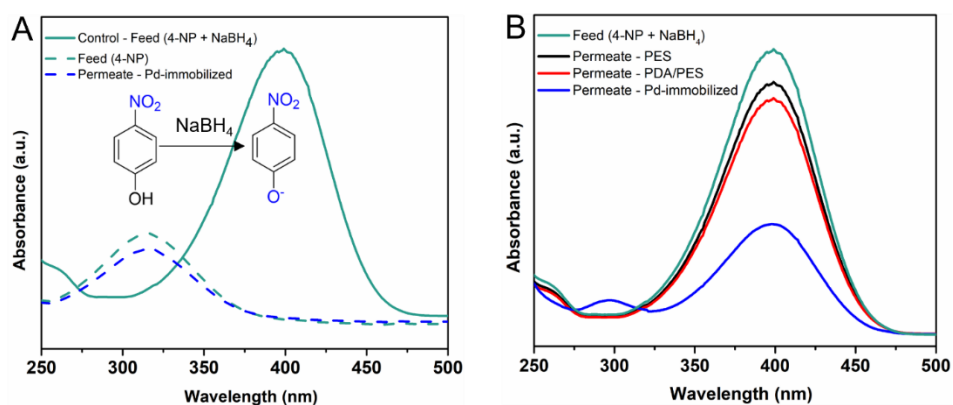 A
Control - Feed (4-NP + NaBH₄)
Feed (4-NP)
Permeate - Pd-immobilized
NO₂
NaBH₄
NO₂
OH
O⁻
Absorbance (a.u.)
250 300 350 400 450 500
Wavelength (nm)
B
Feed (4-NP + NaBH₄)
Permeate - PES
Permeate - PDA/PES
Permeate - Pd-immobilized
Absorbance (a.u.)
250 300 350 400 450 500
Wavelength (nm)